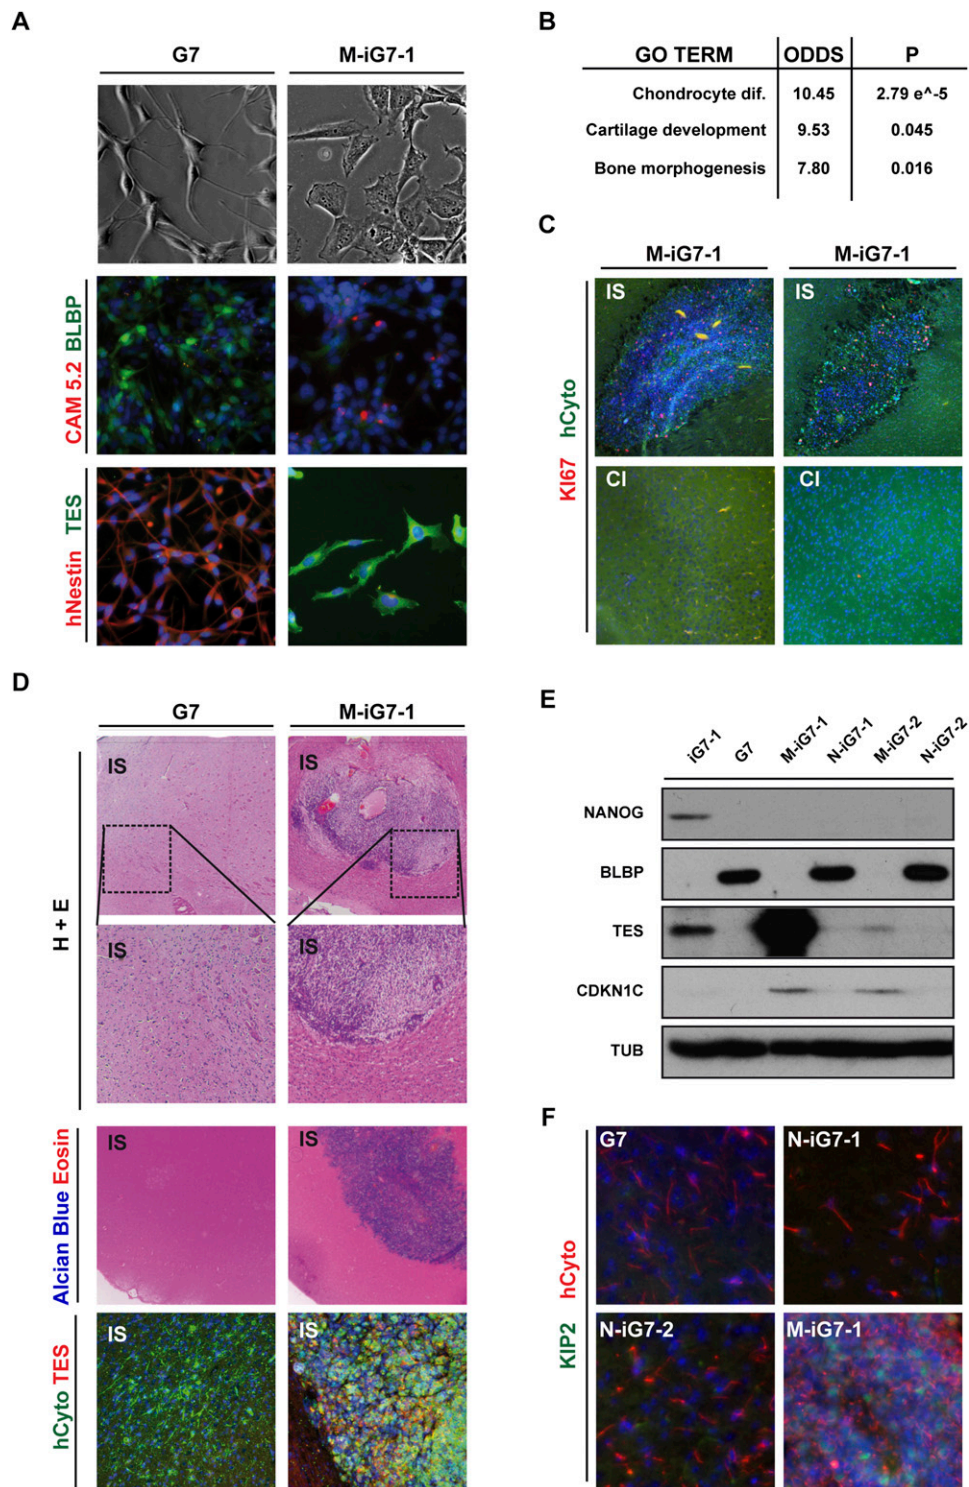 A
G7 M-iG7-1
CAM 5.2 BLBP
hNestin TES
B
GO TERM ODDS P
Chondrocyte dif. 10.45 2.79 e^-5
Cartilage development 9.53 0.045
Bone morphogenesis 7.80 0.016
C
M-iG7-1 M-iG7-1
KI67 hCyto
IS IS
CI CI
D
G7 M-iG7-1
H + E
IS IS
IS IS
Alcian Blue Eosin
IS IS
hCyto TES
IS IS
E
iG7-1 G7 M-iG7-1 N-iG7-1 M-iG7-2 N-iG7-2
NANOG
BLBP
TES
CDKN1C
TUB
F
KIP2 hCyto
G7 N-iG7-1
N-iG7-2 M-iG7-1